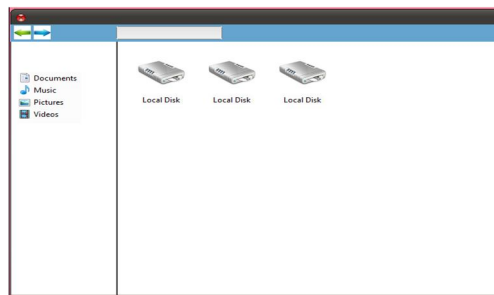 Documents
Music
Pictures
Videos
Local Disk Local Disk Local Disk